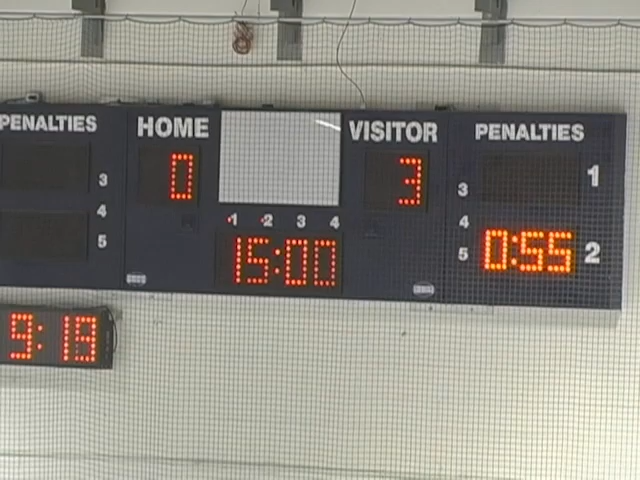 PENALTIES HOME VISITOR PENALTIES
0 3
3 3 1
4 1 2 3 4 4
5 15:00 5 0:55 2
9:18